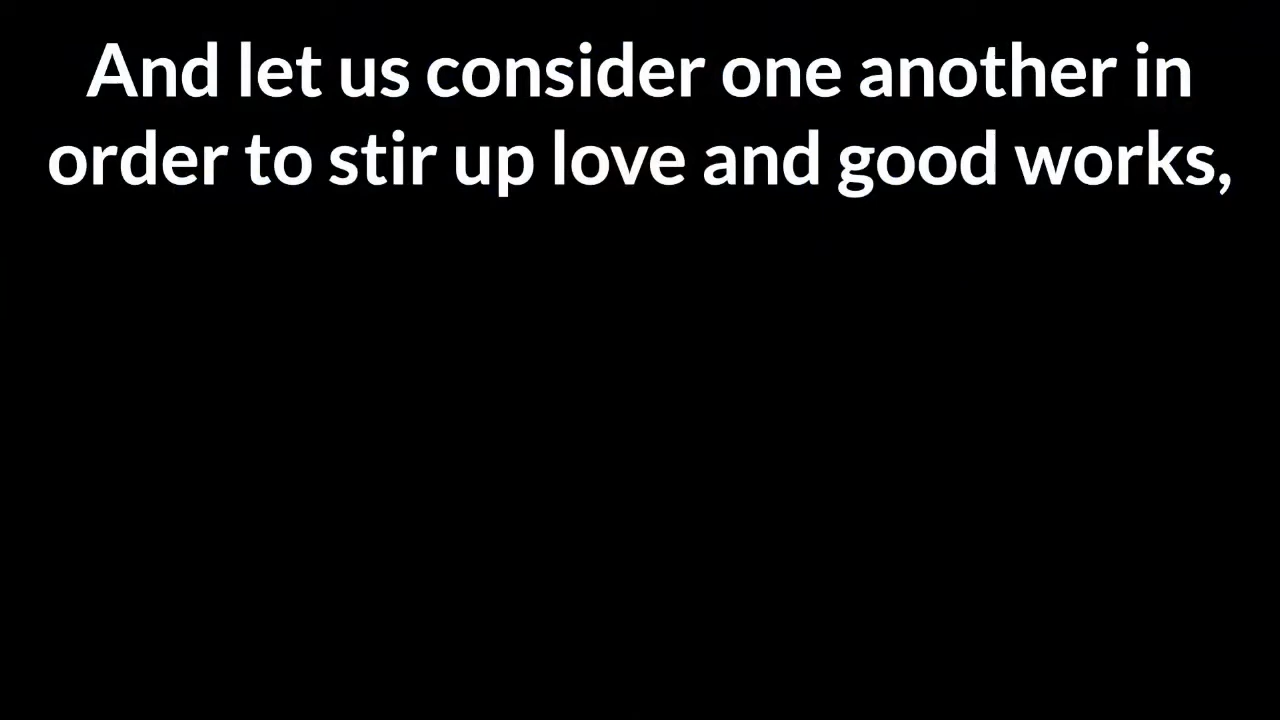 And let us consider one another in
order to stir up love and good works,